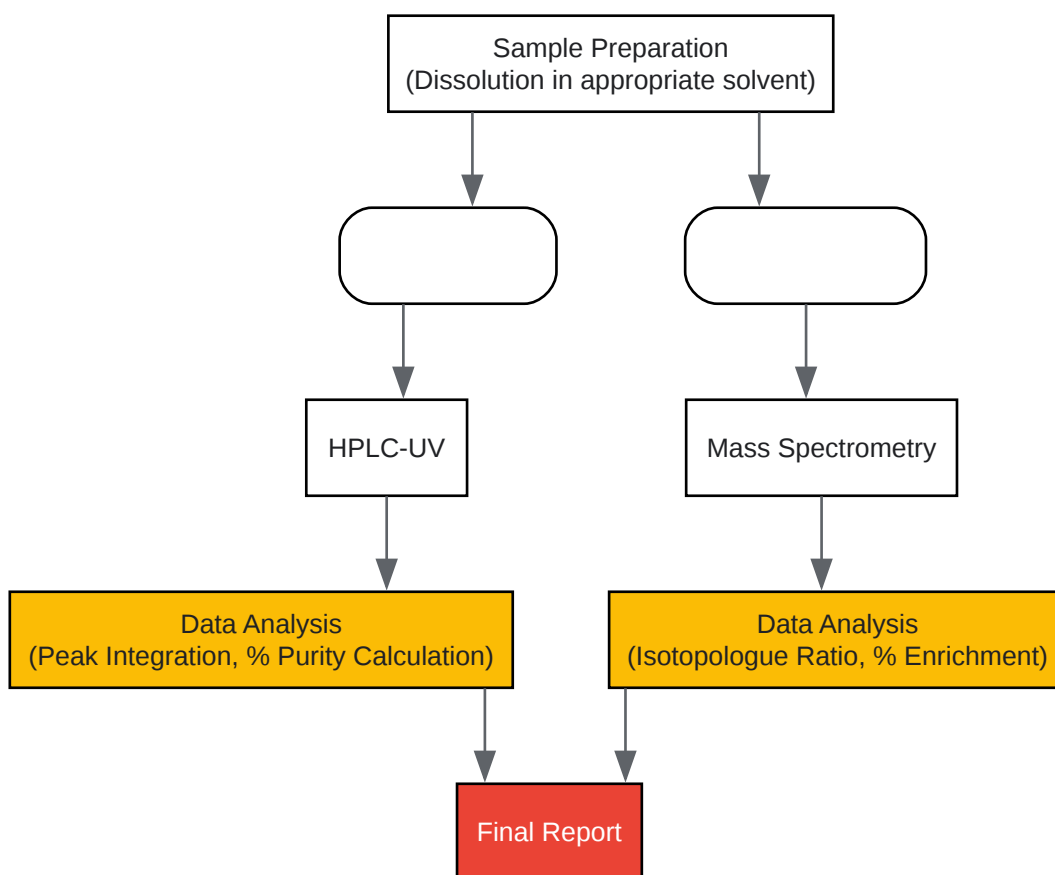 Sample Preparation
(Dissolution in appropriate solvent)
HPLC-UV
Mass Spectrometry
Data Analysis
(Peak Integration, % Purity Calculation)
Data Analysis
(Isotopologue Ratio, % Enrichment)
Final Report